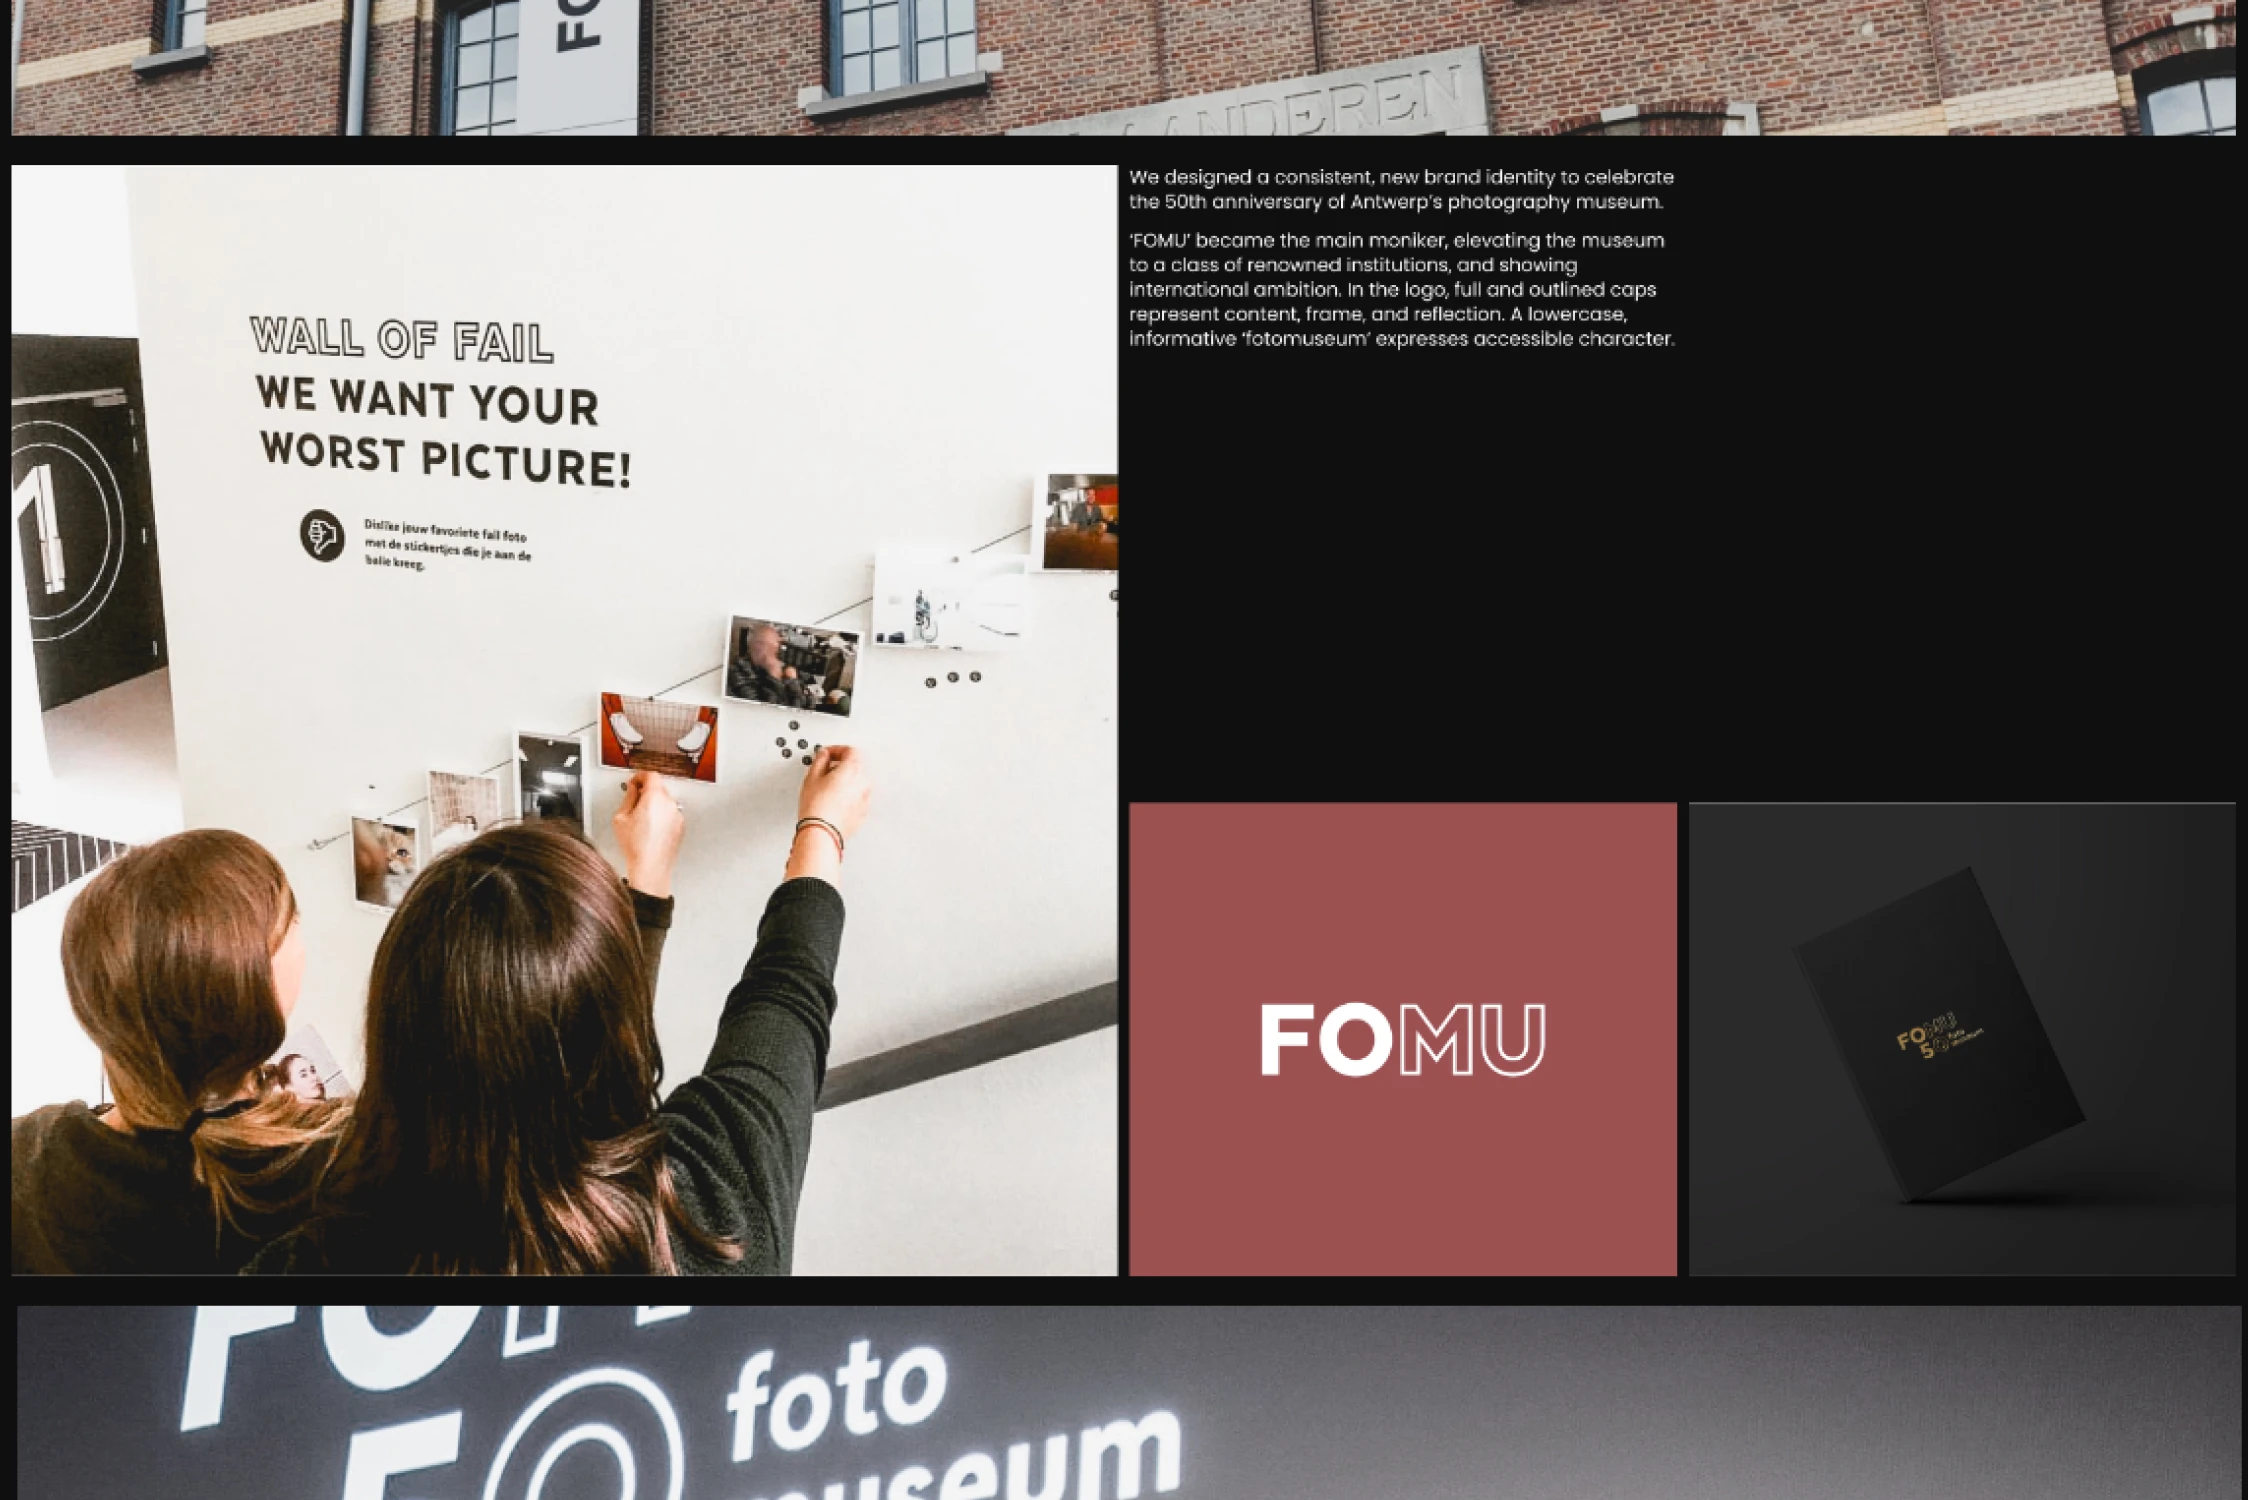 FO
ANDEREN
We designed a consistent, new brand identity to celebrate
the 50th anniversary of Antwerp's photography museum.
'FOMU' became the main moniker, elevating the museum
to a class of renowned institutions, and showing
international ambition. In the logo, full and outlined caps
represent content, frame, and reflection. A lowercase,
informative 'fotomuseum' expresses accessible character.
WALL OF FAIL
WE WANT YOUR
WORST PICTURE!
Dislike jouw favoriete fail foto
met de stickertjes die je aan de
balie kreeg.
FOMU
FOMU
50 foto
museum
FOM
50 foto
museum